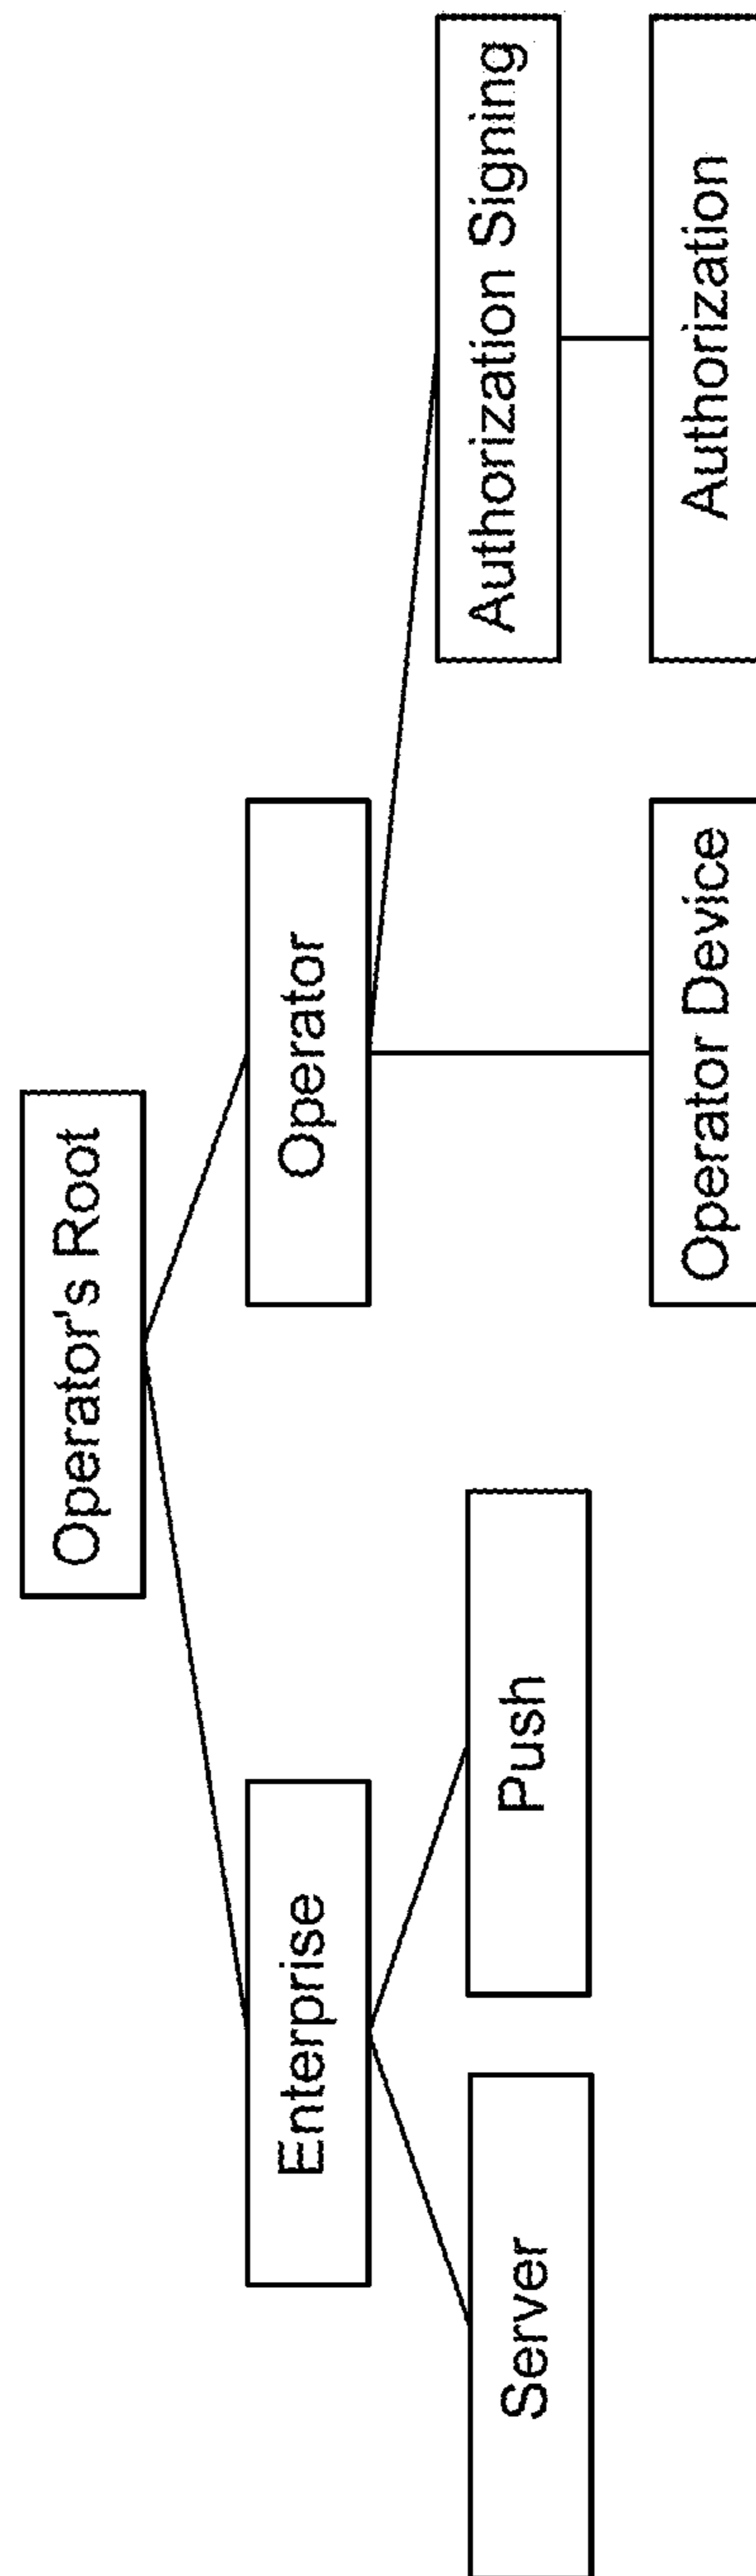 Operator's Root
Enterprise
Operator
Server
Push
Authorization Signing
Operator Device
Authorization